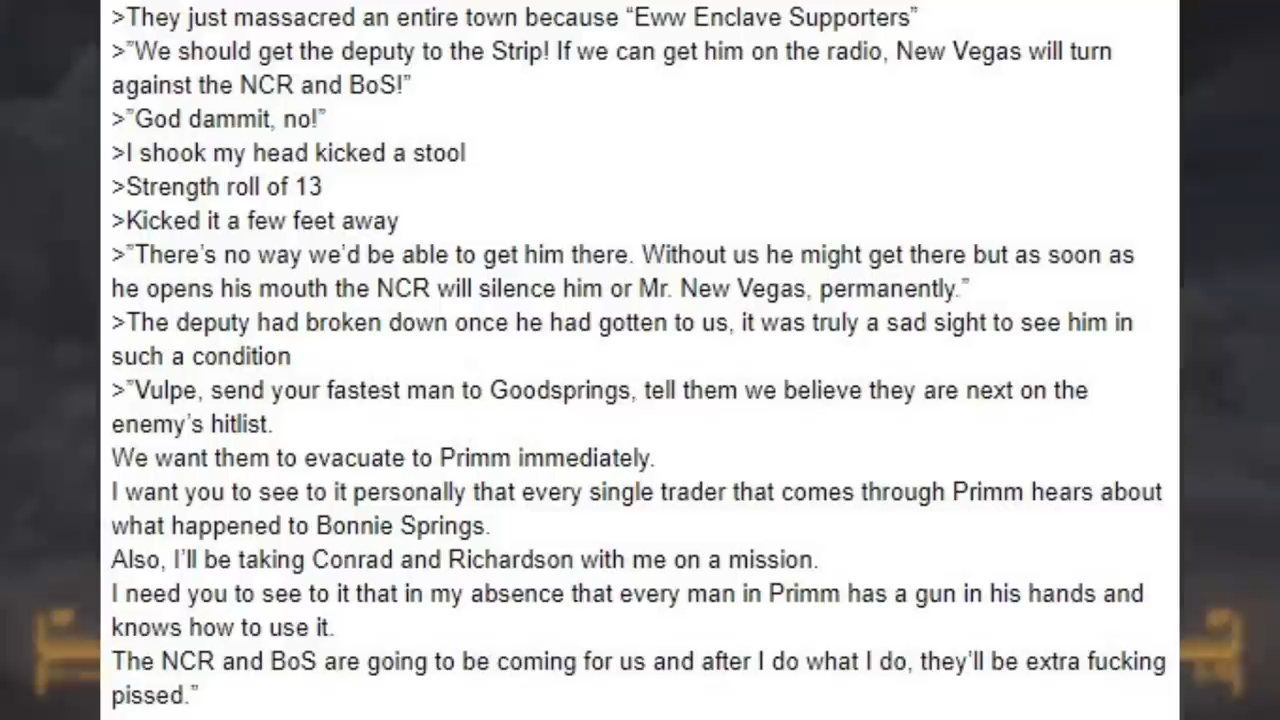 >They just massacred an entire town because “Eww Enclave Supporters”
>”We should get the deputy to the Strip! If we can get him on the radio, New Vegas will turn
against the NCR and BoS!”
>”God dammit, no!”
>I shook my head kicked a stool
>Strength roll of 13
>Kicked it a few feet away
>”There’s no way we’d be able to get him there. Without us he might get there but as soon as
he opens his mouth the NCR will silence him or Mr. New Vegas, permanently.”
>The deputy had broken down once he had gotten to us, it was truly a sad sight to see him in
such a condition
>”Vulpe, send your fastest man to Goodsprings, tell them we believe they are next on the
enemy’s hitlist.
We want them to evacuate to Primm immediately.
I want you to see to it personally that every single trader that comes through Primm hears about
what happened to Bonnie Springs.
Also, I’ll be taking Conrad and Richardson with me on a mission.
I need you to see to it that in my absence that every man in Primm has a gun in his hands and
knows how to use it.
The NCR and BoS are going to be coming for us and after I do what I do, they’ll be extra fucking
pissed.”